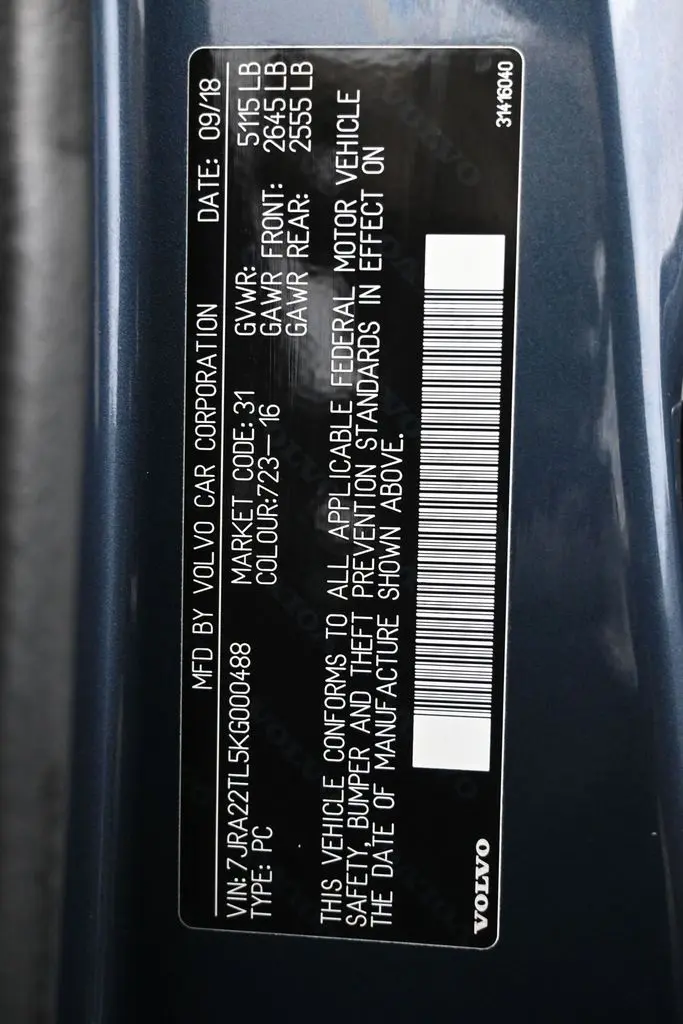 MFD BY VOLVO CAR CORPORATION DATE: 09/18
VIN: 7JRA22TL5KG000488 MARKET CODE: 31 GVWR: 5115 LB
TYPE: PC COLOUR:723-16 GAWR FRONT: 2645 LB
GAWR REAR: 2555 LB
THIS VEHICLE CONFORMS TO ALL APPLICABLE FEDERAL MOTOR VEHICLE
SAFETY, BUMPER AND THEFT PREVENTION STANDARDS IN EFFECT ON
THE DATE OF MANUFACTURE SHOWN ABOVE.
VOLVO 31416040